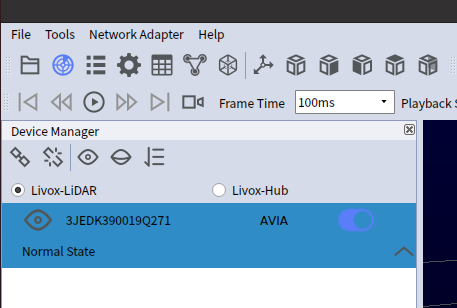 File Tools Network Adapter Help
Frame Time 100ms Playback S
Device Manager
Livox-LiDAR Livox-Hub
3JEDK390019Q271 AVIA
Normal State